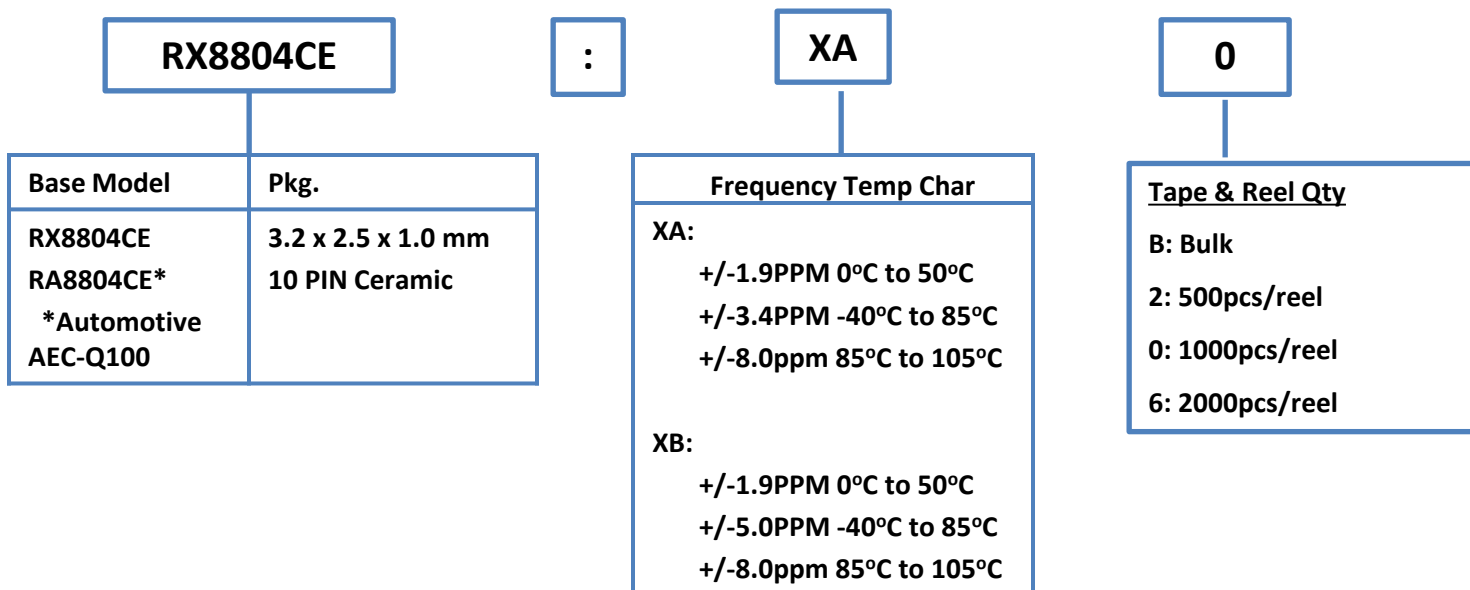 RX8804CE
:
XA
0
Base Model Pkg.
RX8804CE 3.2 x 2.5 x 1.0 mm
RA8804CE* 10 PIN Ceramic
*Automotive
AEC-Q100
Frequency Temp Char
XA:
+/-1.9PPM 0°C to 50°C
+/-3.4PPM -40°C to 85°C
+/-8.0ppm 85°C to 105°C
XB:
+/-1.9PPM 0°C to 50°C
+/-5.0PPM -40°C to 85°C
+/-8.0ppm 85°C to 105°C
Tape & Reel Qty
B: Bulk
2: 500pcs/reel
0: 1000pcs/reel
6: 2000pcs/reel